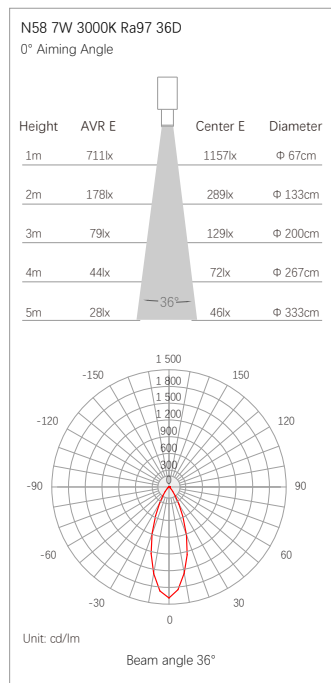 N58 7W 3000K Ra97 36D
0° Aiming Angle
Height AVR E Center E Diameter
1m 711lx 1157lx Φ 67cm
2m 178lx 289lx Φ 133cm
3m 79lx 129lx Φ 200cm
4m 44lx 72lx Φ 267cm
36°
5m 28lx 46lx Φ 333cm
1 500
-150 150
1 800
1 500
-120 1 200 120
900
600
300
-90 0 90
-60 60
-30 30
0
Unit: cd/lm
Beam angle 36°